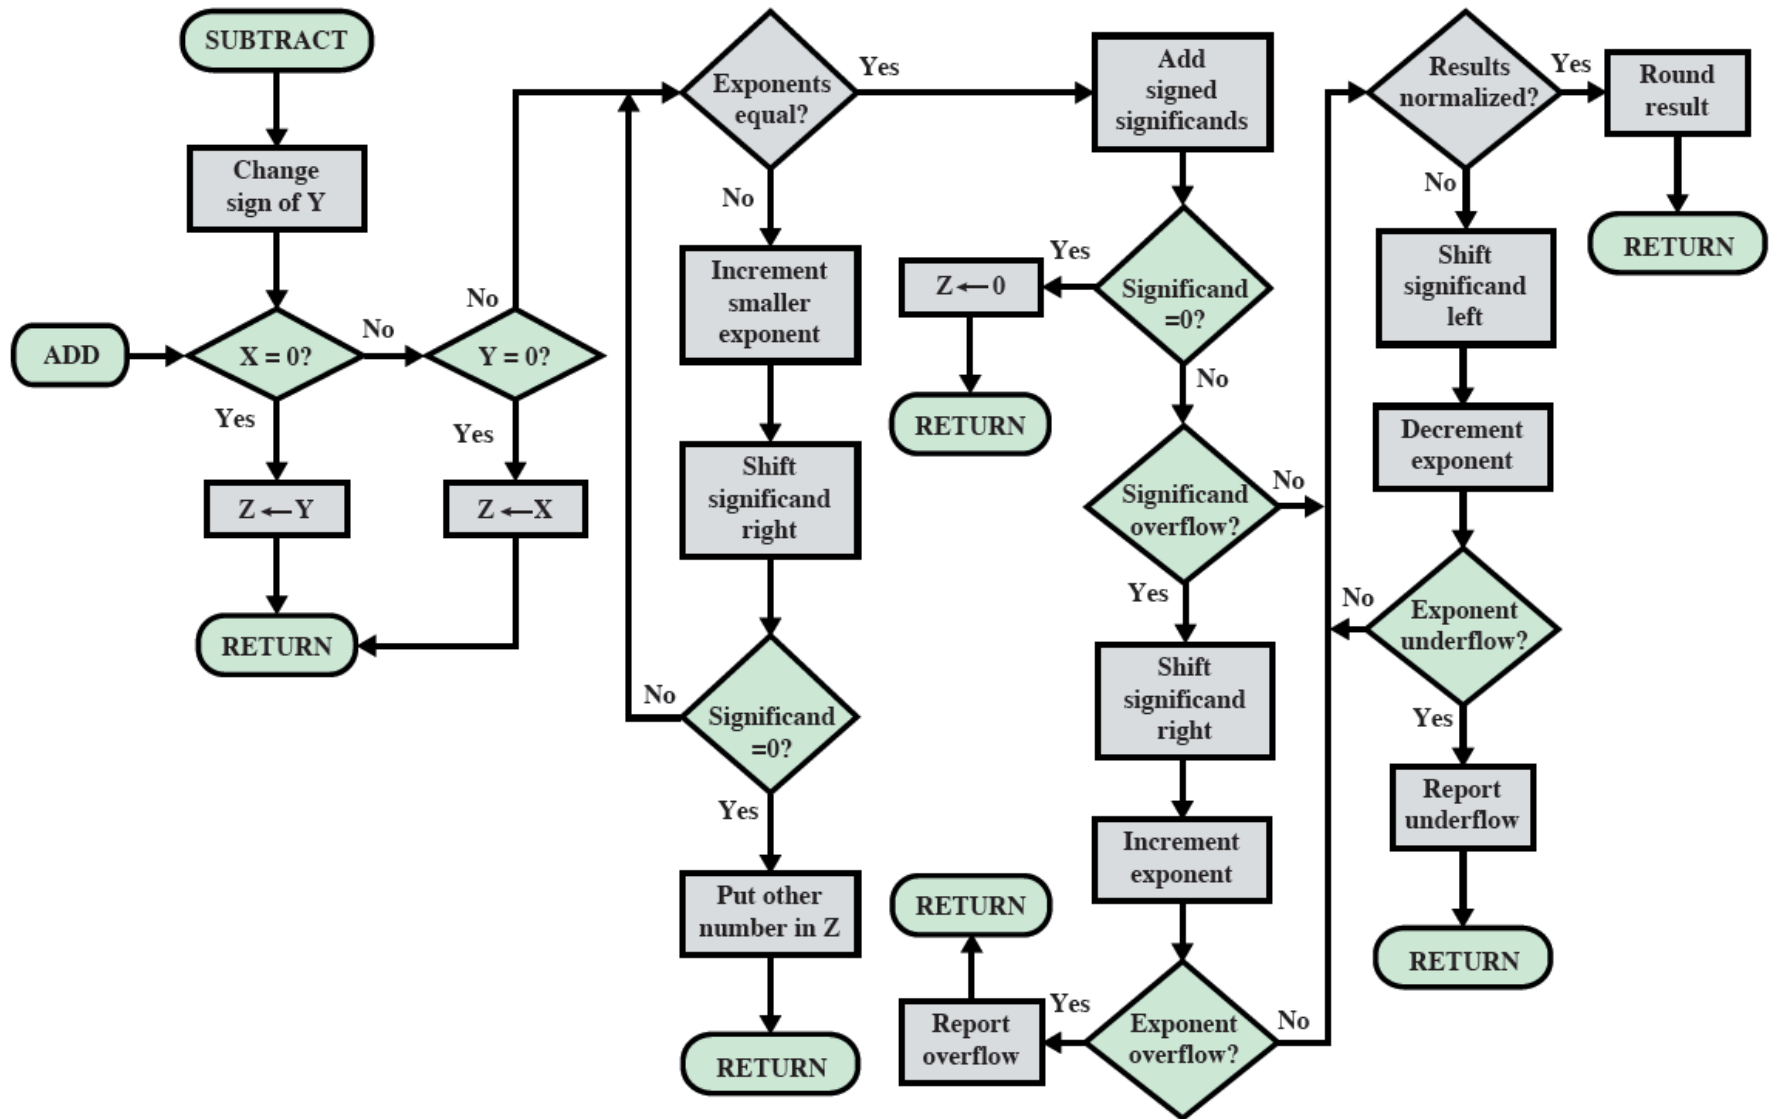 SUBTRACT
Change
sign of Y
ADD
X = 0?
No
Yes
Z ← Y
RETURN
Y = 0?
No
Yes
Z ← X
Exponents
equal?
Yes
No
Increment
smaller
exponent
Shift
significand
right
Significand
=0?
No
Yes
Put other
number in Z
RETURN
Add
signed
significands
Significand
=0?
Yes
Z ← 0
RETURN
No
Significand
overflow?
No
Yes
Shift
significand
right
Increment
exponent
Exponent
overflow?
Yes
Report
overflow
RETURN
No
Results
normalized?
Yes
Round
result
RETURN
No
Shift
significand
left
Decrement
exponent
Exponent
underflow?
No
Yes
Report
underflow
RETURN